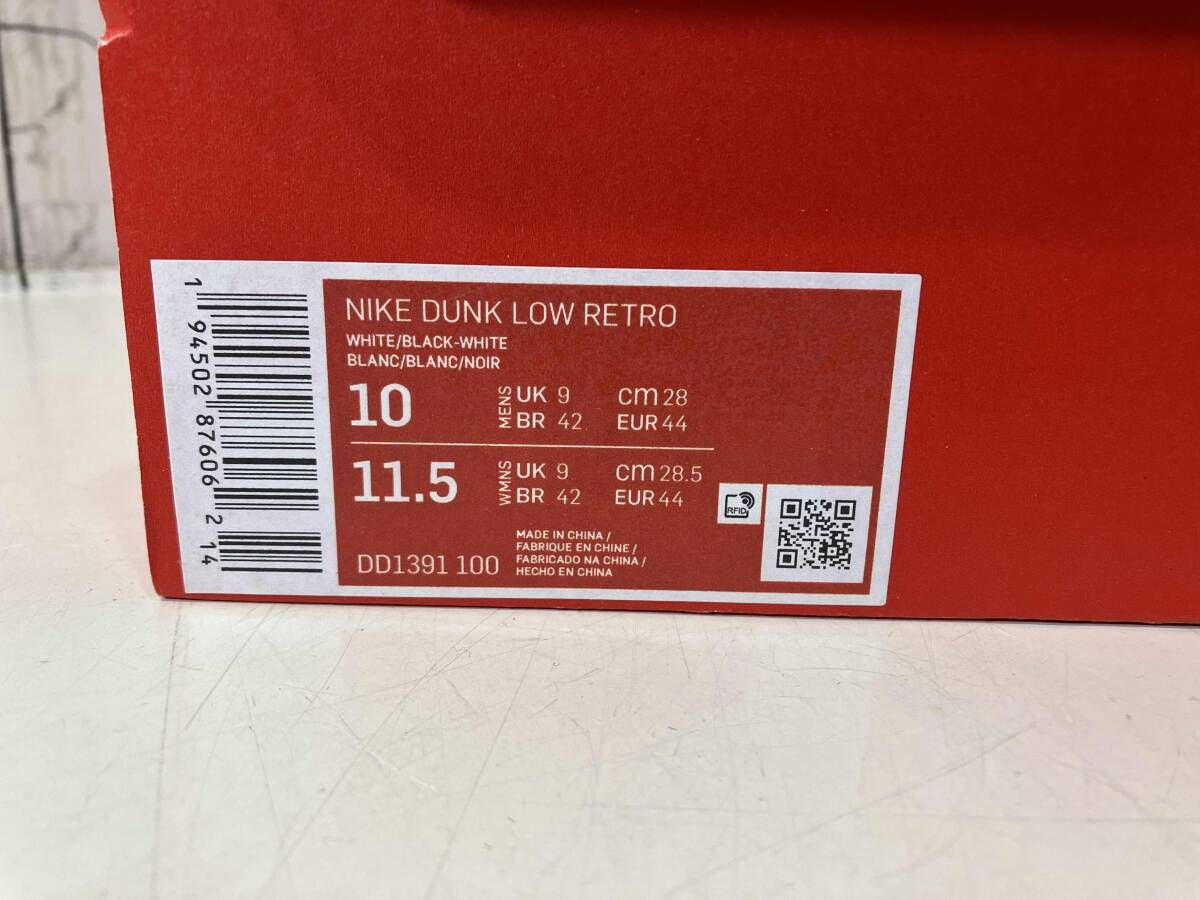 1 94502 87606 2 14
NIKE DUNK LOW RETRO
WHITE/BLACK-WHITE
BLANC/BLANC/NOIR
10
MENS
UK 9 cm 28
BR 42 EUR 44
11.5
WMNS
UK 9 cm 28.5
BR 42 EUR 44
RFID
DD1391 100
MADE IN CHINA /
FABRIQUE EN CHINE /
FABRICADO NA CHINA /
HECHO EN CHINA